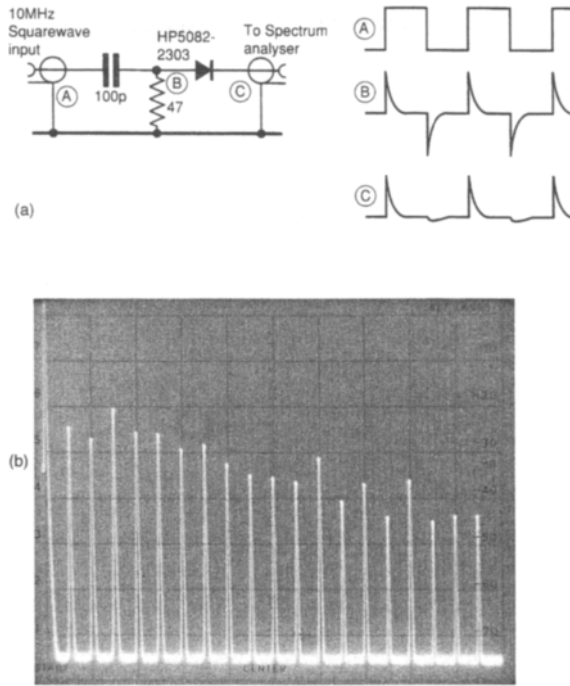 10MHz
Squarewave
input
HP5082-
2303
To Spectrum
analyser
A
B
C
100p
47
A
B
C
(a)
(b)
CENTER